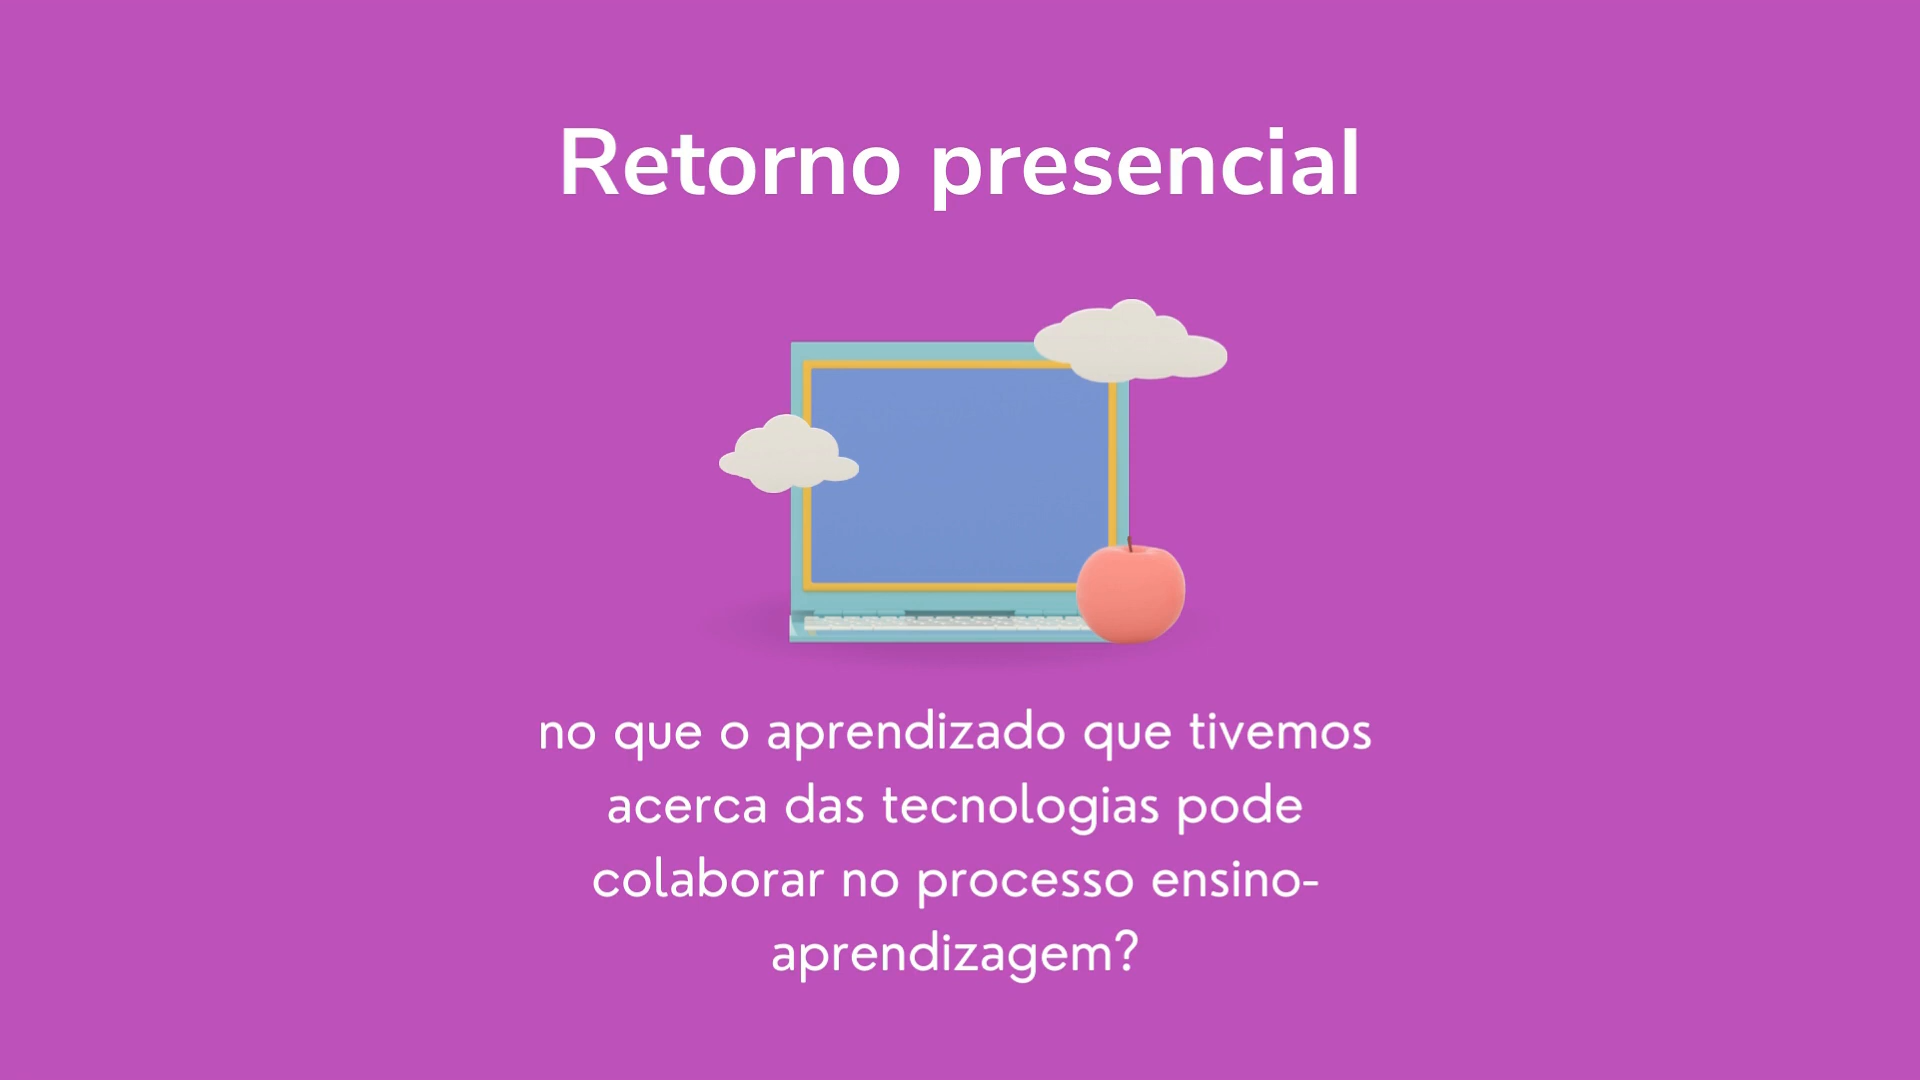 Retorno presencial
no que o aprendizado que tivemos
acerca das tecnologias pode
colaborar no processo ensino-
aprendizagem?